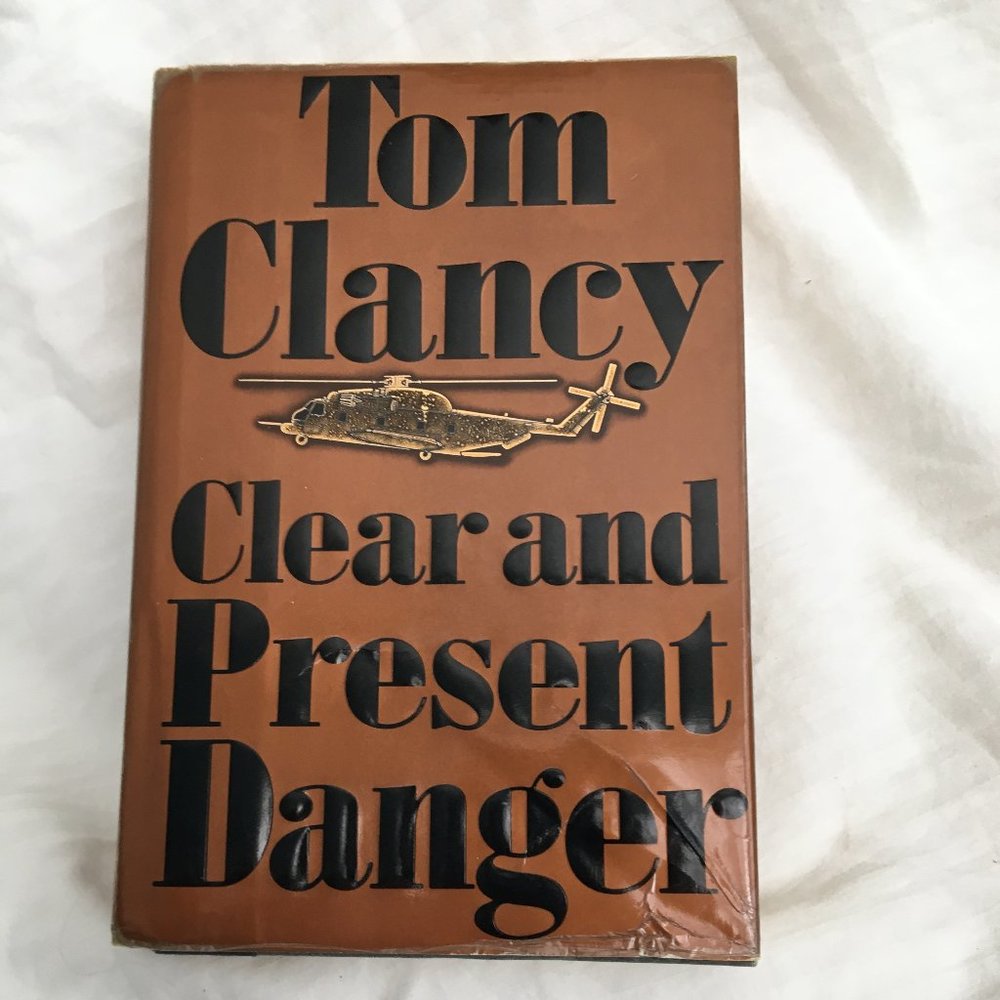 Tom
Clancy
Clear and
Present
Danger